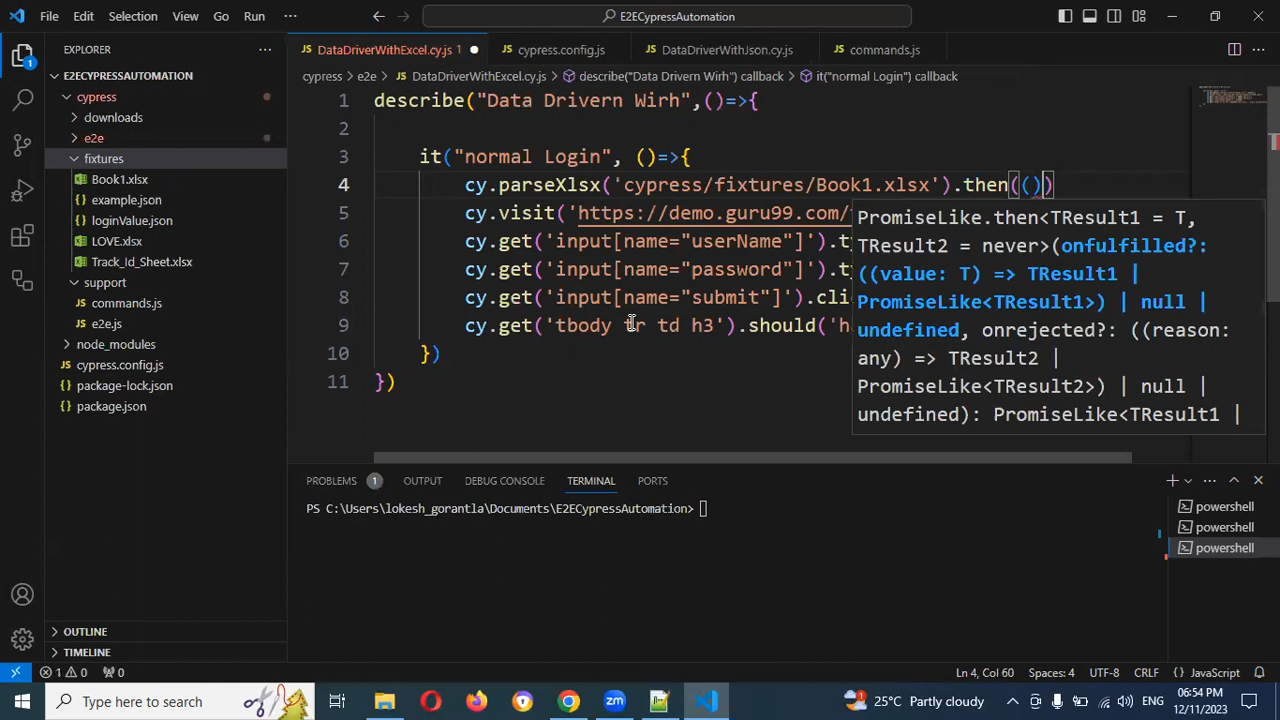 File Edit Selection View Go Run ··· E2ECypressAutomation
EXPLORER ···
DataDriverWithExcel.cy.js 1 cypress.config.js DataDriverWithJson.cy.js commands.js ···
E2ECYPRESSAUTOMATION
cypress > e2e > DataDriverWithExcel.cy.js > describe("Data Drivern Wirh") callback > it("normal Login") callback
cypress
downloads
e2e
fixtures
Book1.xlsx
example.json
loginValue.json
LOVE.xlsx
Track_Id_Sheet.xlsx
support
commands.js
e2e.js
node_modules
cypress.config.js
package-lock.json
package.json
OUTLINE
TIMELINE
1 describe("Data Drivern Wirh",()=>{
2
3 it("normal Login", ()=>{
4 cy.parseXlsx('cypress/fixtures/Book1.xlsx').then(())
5 cy.visit('https://demo.guru99.com/
6 cy.get('input[name="userName"]').ty
7 cy.get('input[name="password"]').ty
8 cy.get('input[name="submit"]').cli
9 cy.get('tbody tr td h3').should('h
10 })
11 })
PromiseLike.then<TResult1 = T,
TResult2 = never>(onfulfilled?:
((value: T) => TResult1 |
PromiseLike<TResult1>) | null |
undefined, onrejected?: ((reason:
any) => TResult2 |
PromiseLike<TResult2>) | null |
undefined): PromiseLike<TResult1 |
PROBLEMS 1 OUTPUT DEBUG CONSOLE TERMINAL PORTS
PS C:\Users\lokesh_gorantla\Documents\E2ECypressAutomation>
powershell
powershell
powershell
1 0 0 Ln 4, Col 60 Spaces: 4 UTF-8 CRLF {} JavaScript
Type here to search zm 25°C Partly cloudy ENG 06:54 PM
12/11/2023